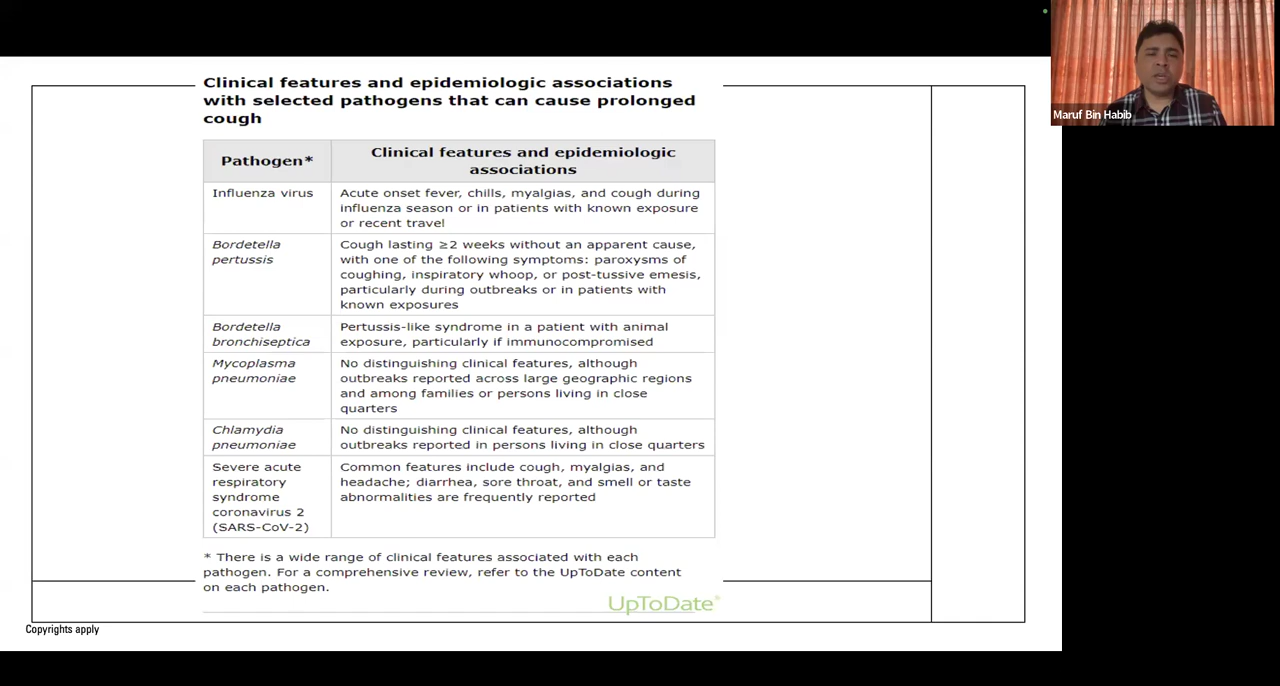 Clinical features and epidemiologic associations
with selected pathogens that can cause prolonged
cough
Pathogen*
Clinical features and epidemiologic
associations
Influenza virus
Acute onset fever, chills, myalgias, and cough during
influenza season or in patients with known exposure
or recent travel
Bordetella
pertussis
Cough lasting ≥2 weeks without an apparent cause,
with one of the following symptoms: paroxysms of
coughing, inspiratory whoop, or post-tussive emesis,
particularly during outbreaks or in patients with
known exposures
Bordetella
bronchiseptica
Pertussis-like syndrome in a patient with animal
exposure, particularly if immunocompromised
Mycoplasma
pneumoniae
No distinguishing clinical features, although
outbreaks reported across large geographic regions
and among families or persons living in close
quarters
Chlamydia
pneumoniae
No distinguishing clinical features, although
outbreaks reported in persons living in close quarters
Severe acute
respiratory
syndrome
coronavirus 2
(SARS-CoV-2)
Common features include cough, myalgias, and
headache; diarrhea, sore throat, and smell or taste
abnormalities are frequently reported
* There is a wide range of clinical features associated with each
pathogen. For a comprehensive review, refer to the UpToDate content
on each pathogen.
UpToDate®
Copyrights apply
Maruf Bin Habib